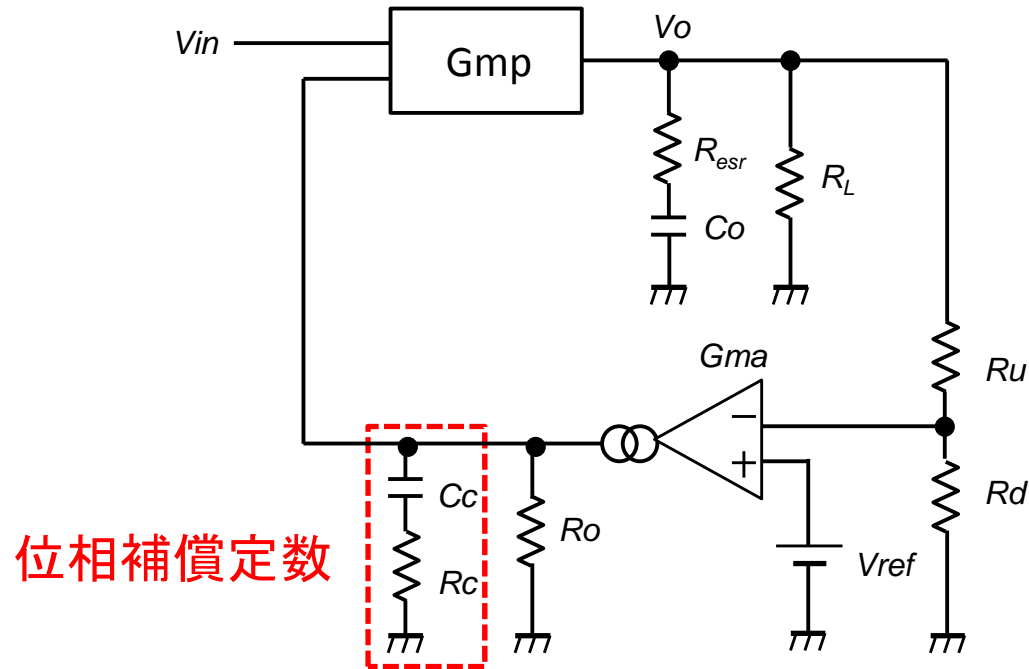 Vin
Gmp
Vo
Resr
RL
Co
Gma
Ru
Rd
−
+
Cc
Rc
Ro
Vref
位相補償定数